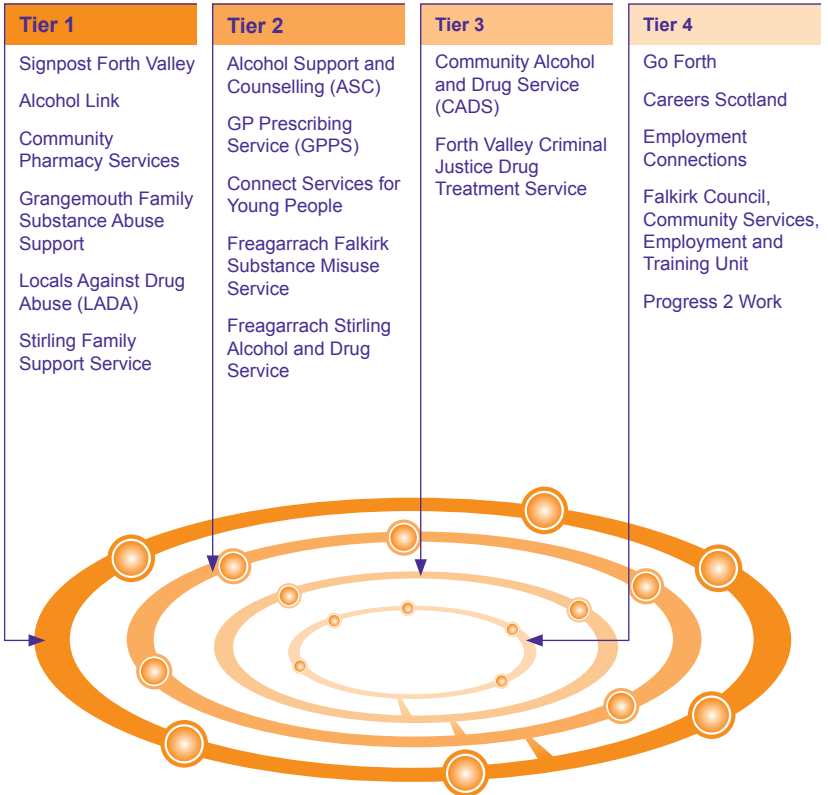 Tier 1
Signpost Forth Valley
Alcohol Link
Community
Pharmacy Services
Grangemouth Family
Substance Abuse
Support
Locals Against Drug
Abuse (LADA)
Stirling Family
Support Service
Tier 2
Alcohol Support and
Counselling (ASC)
GP Prescribing
Service (GPPS)
Connect Services for
Young People
Freagarrach Falkirk
Substance Misuse
Service
Freagarrach Stirling
Alcohol and Drug
Service
Tier 3
Community Alcohol
and Drug Service
(CADS)
Forth Valley Criminal
Justice Drug
Treatment Service
Tier 4
Go Forth
Careers Scotland
Employment
Connections
Falkirk Council,
Community Services,
Employment and
Training Unit
Progress 2 Work